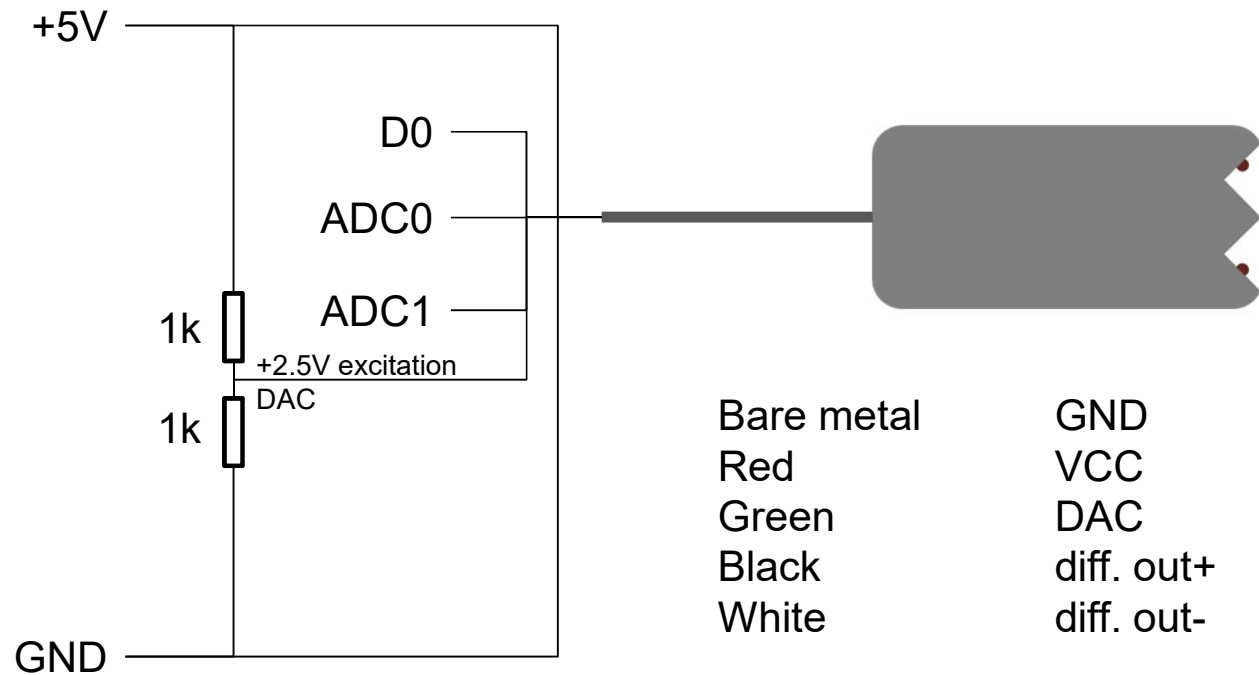 +5V
D0
ADC0
ADC1
1k
+2.5V excitation
DAC
1k
GND
Bare metal GND
Red VCC
Green DAC
Black diff. out+
White diff. out-